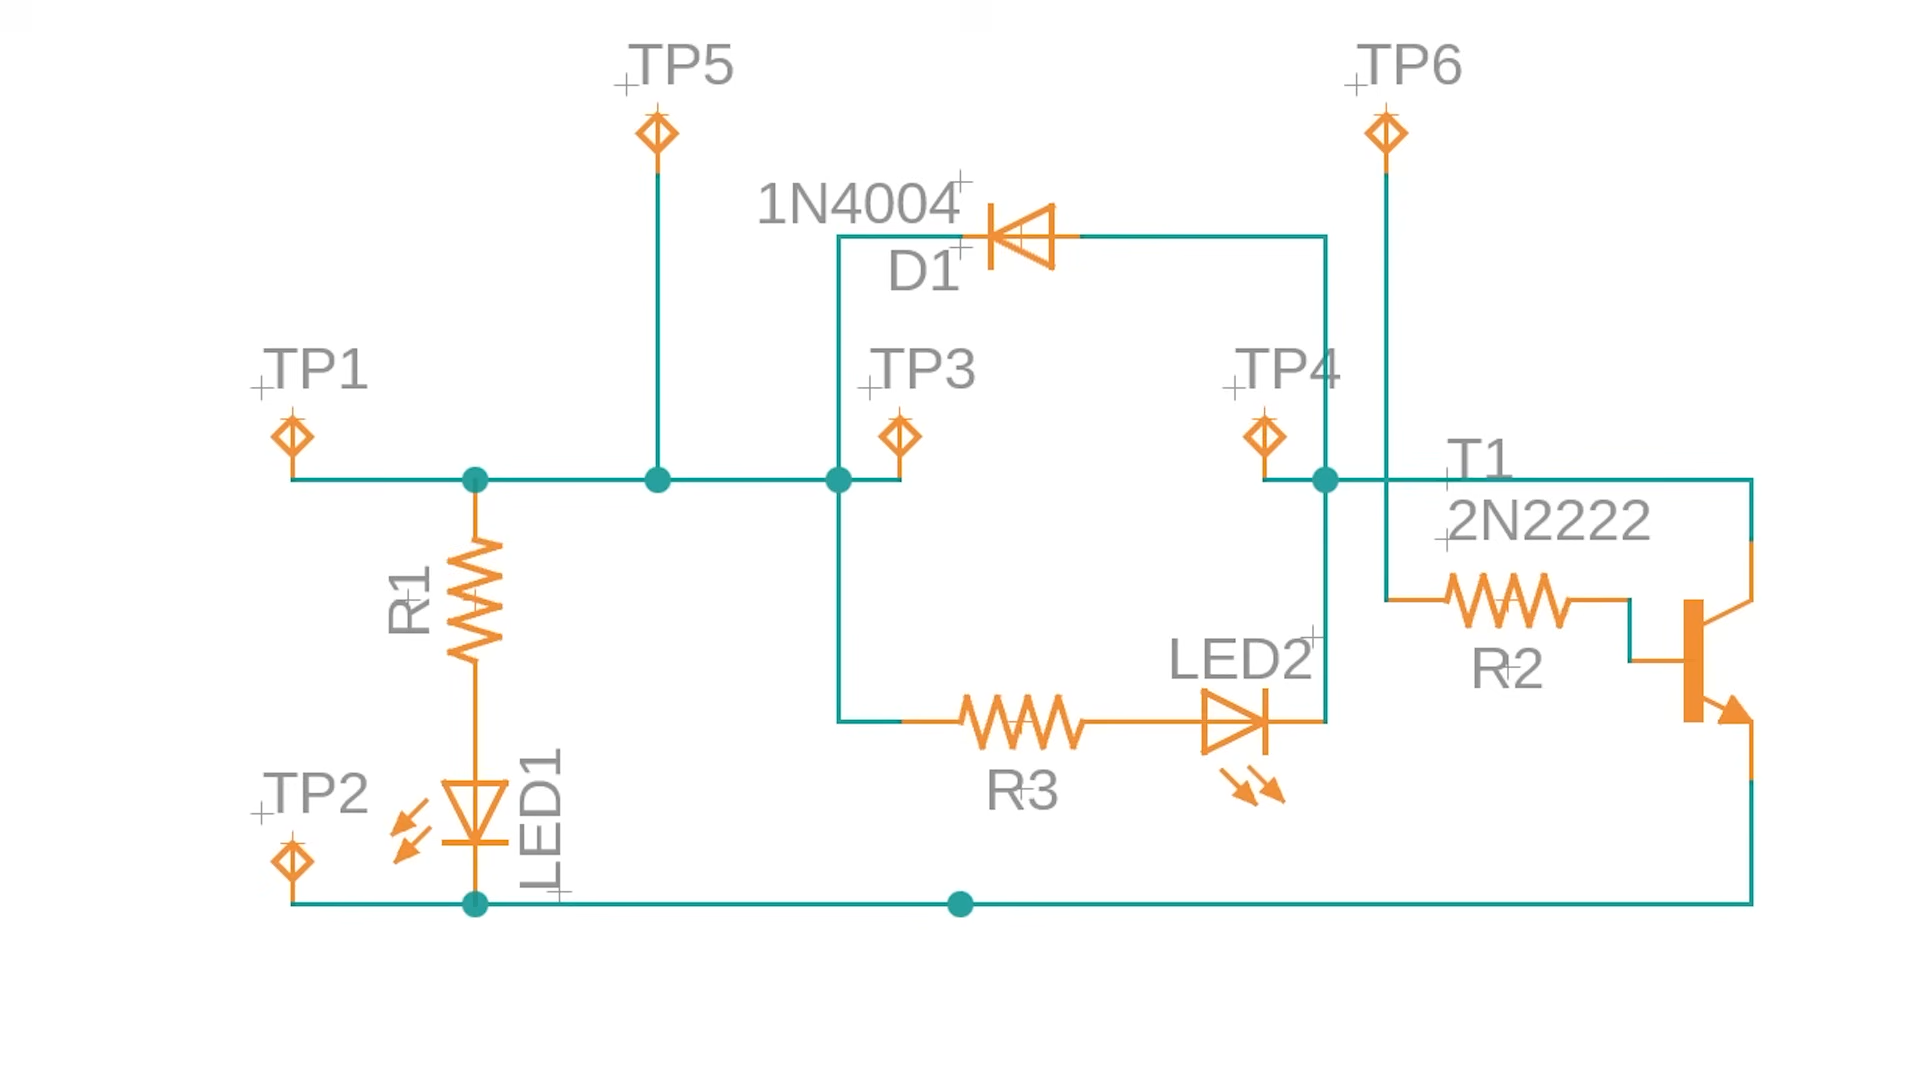 TP5
TP6
1N4004
D1
TP1
TP3
TP4
T1
2N2222
R1
R2
LED2
LED1
TP2
R3